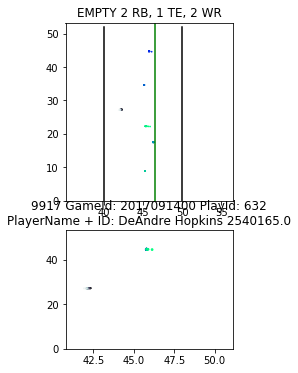 EMPTY 2 RB, 1 TE, 2 WR
50
40
30
20
10
0
40 45 50 55
9917 GameId: 2017091400 PlayId: 632
PlayerName + ID: DeAndre Hopkins 2540165.0
40
20
0
42.5 45.0 47.5 50.0